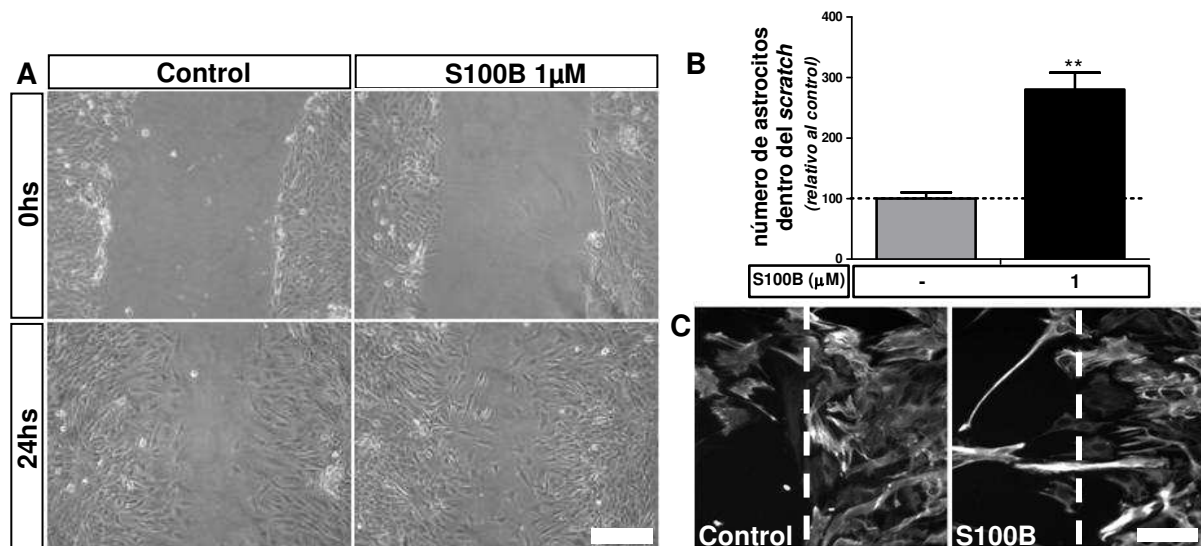 A
Control
S100B 1µM
0hs
24hs
B
número de astrocitos
dentro del scratch
(relativo al control)
400
300
200
100
0
**
S100B (µM)
-
1
C
Control
S100B